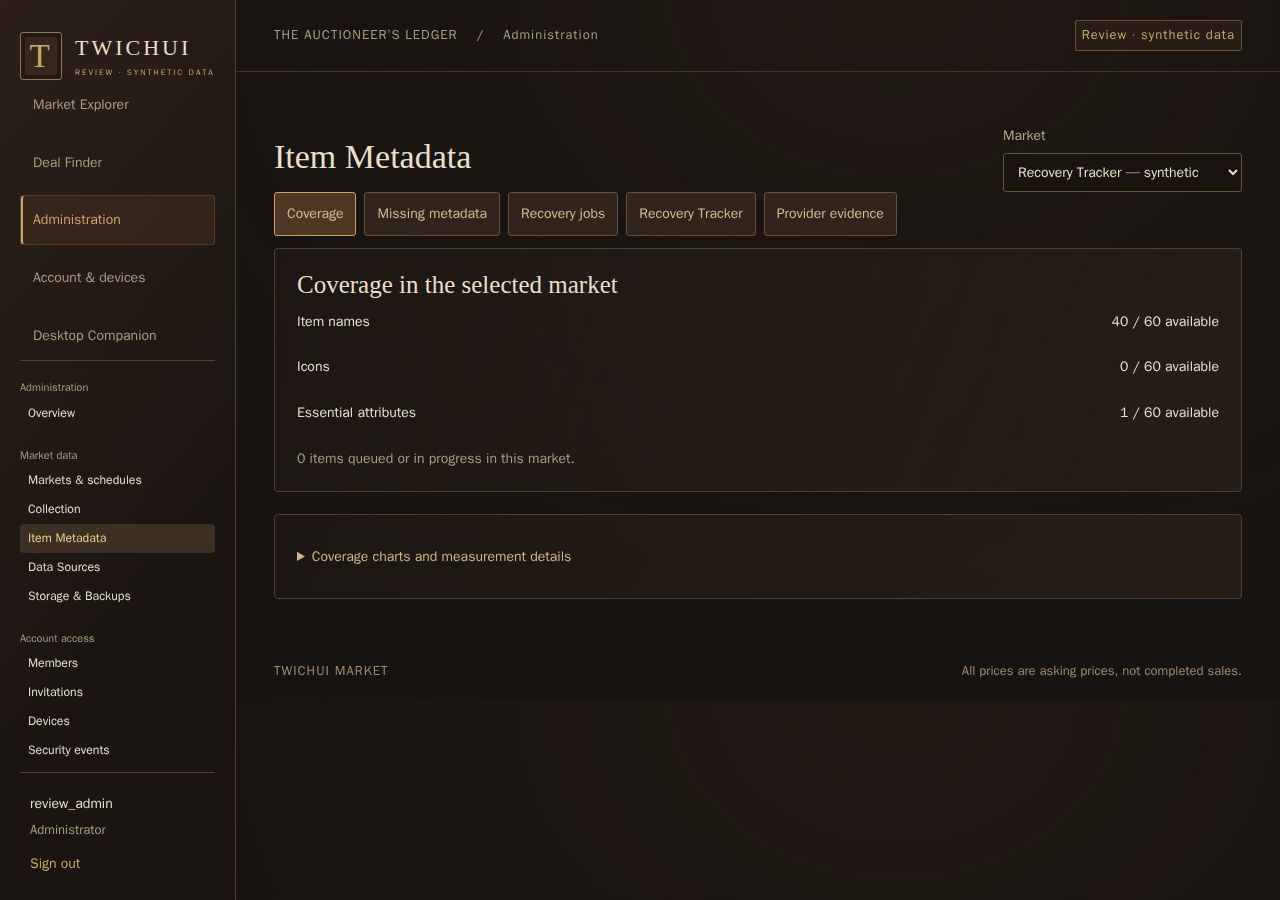 T
TWICHUI
REVIEW · SYNTHETIC DATA
Market Explorer
Deal Finder
Administration
Account & devices
Desktop Companion
Administration
Overview
Market data
Markets & schedules
Collection
Item Metadata
Data Sources
Storage & Backups
Account access
Members
Invitations
Devices
Security events
review_admin
Administrator
Sign out
THE AUCTIONEER'S LEDGER / Administration
Review · synthetic data
Item Metadata
Market
Recovery Tracker — synthetic
Coverage
Missing metadata
Recovery jobs
Recovery Tracker
Provider evidence
Coverage in the selected market
Item names 40 / 60 available
Icons 0 / 60 available
Essential attributes 1 / 60 available
0 items queued or in progress in this market.
Coverage charts and measurement details
TWICHUI MARKET
All prices are asking prices, not completed sales.